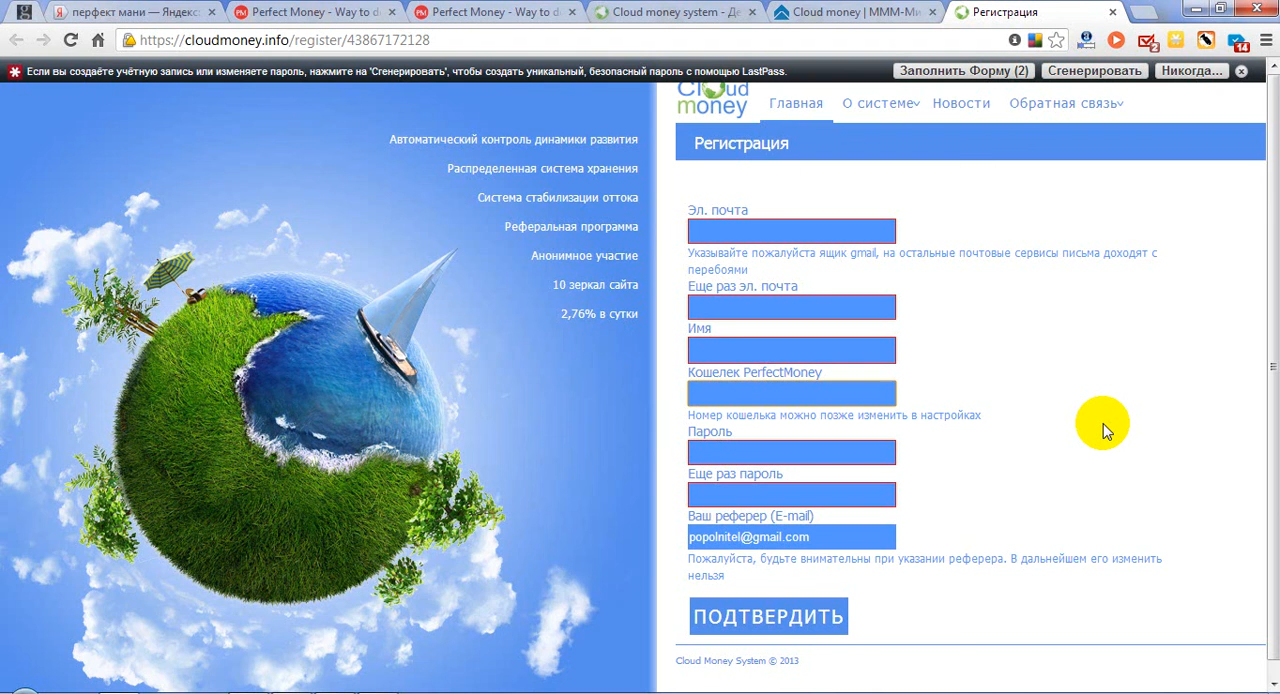 перфект мани — Яндекс:
Perfect Money - Way to d
Perfect Money - Way to d
Cloud money system - Де
Cloud money | МММ-Ми
Регистрация
https://cloudmoney.info/register/43867172128
2
14
Если вы создаёте учётную запись или изменяете пароль, нажмите на 'Сгенерировать', чтобы создать уникальный, безопасный пароль с помощью LastPass.
Заполнить Форму (2)
Сгенерировать
Никогда...
Cloud
money
Главная
О системе
Новости
Обратная связь
Автоматический контроль динамики развития
Распределенная система хранения
Система стабилизации оттока
Реферальная программа
Анонимное участие
10 зеркал сайта
2,76% в сутки
Регистрация
Эл. почта
Указывайте пожалуйста ящик gmail, на остальные почтовые сервисы письма доходят с
перебоями
Еще раз эл. почта
Имя
Кошелек PerfectMoney
Номер кошелька можно позже изменить в настройках
Пароль
Еще раз пароль
Ваш реферер (E-mail)
popolnitel@gmail.com
Пожалуйста, будьте внимательны при указании реферера. В дальнейшем его изменить
нельзя
ПОДТВЕРДИТЬ
Cloud Money System © 2013